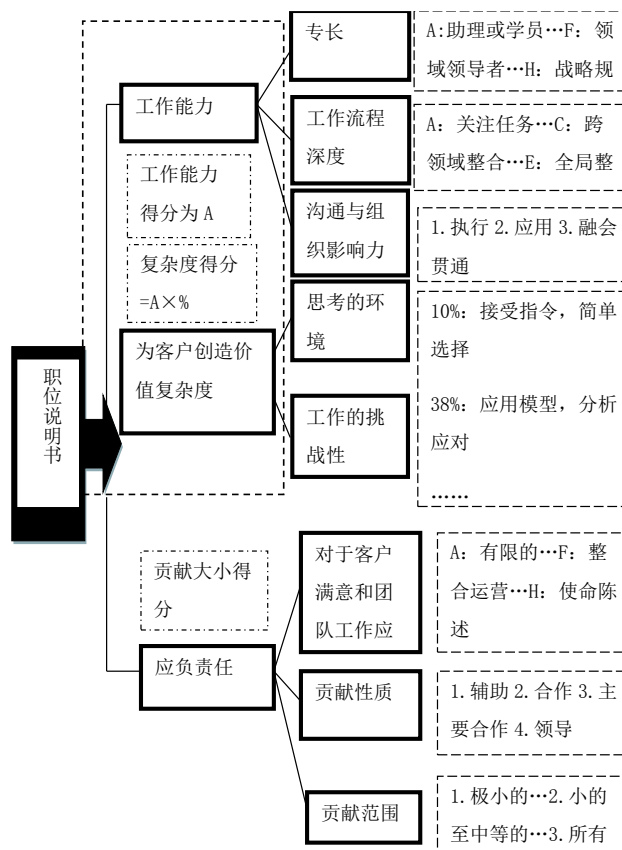 专长
A:助理或学员…F: 领
域领导者…H: 战略规
工作能力
工作流程
深度
A: 关注任务…C: 跨
领域整合…E: 全局整
工作能力
得分为 A
沟通与组
织影响力
1.执行 2.应用 3.融会
贯通
复杂度得分
=A×%
思考的环
境
10%: 接受指令, 简单
选择
38%: 应用模型, 分析
应对
……
为客户创造价
值复杂度
工作的挑
战性
职位说明书
贡献大小得
分
对于客户
满意和团
队工作应
A: 有限的…F: 整
合运营…H: 使命陈
述
应负责任
贡献性质
1.辅助 2.合作 3.主
要合作 4.领导
贡献范围
1.极小的…2.小的
至中等的…3.所有